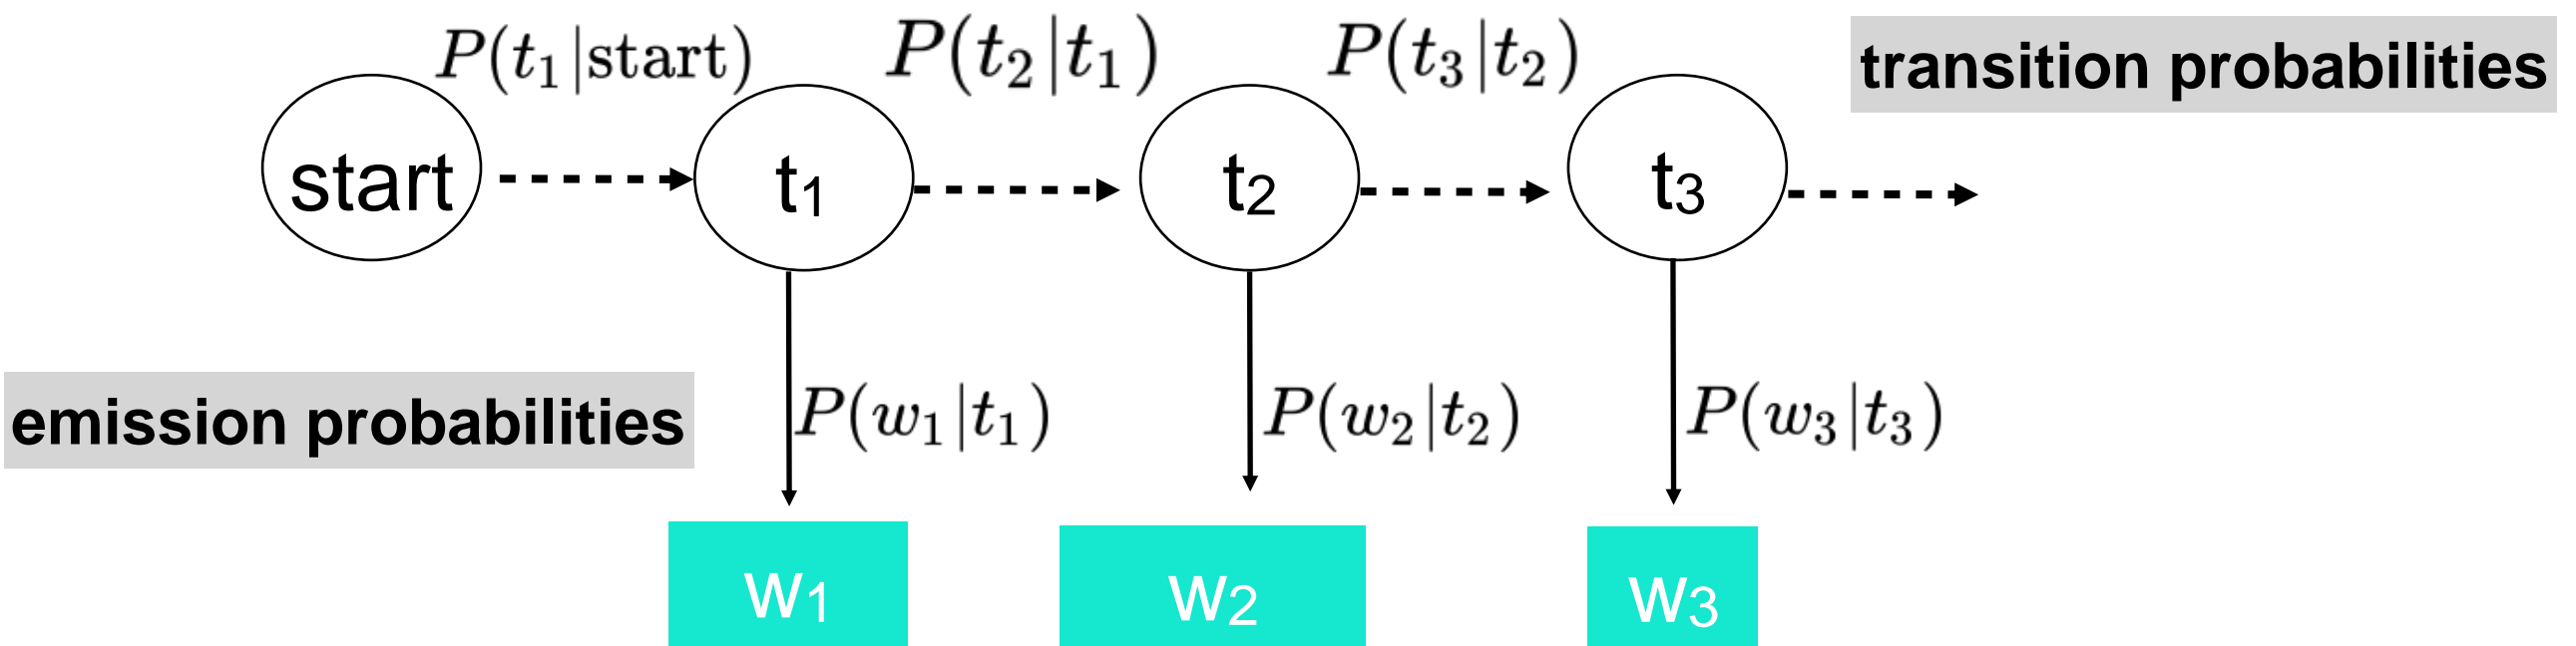 P(t₁|start) P(t₂|t₁) P(t₃|t₂) transition probabilities
start t₁ t₂ t₃
emission probabilities P(w₁|t₁) P(w₂|t₂) P(w₃|t₃)
w₁ w₂ w₃